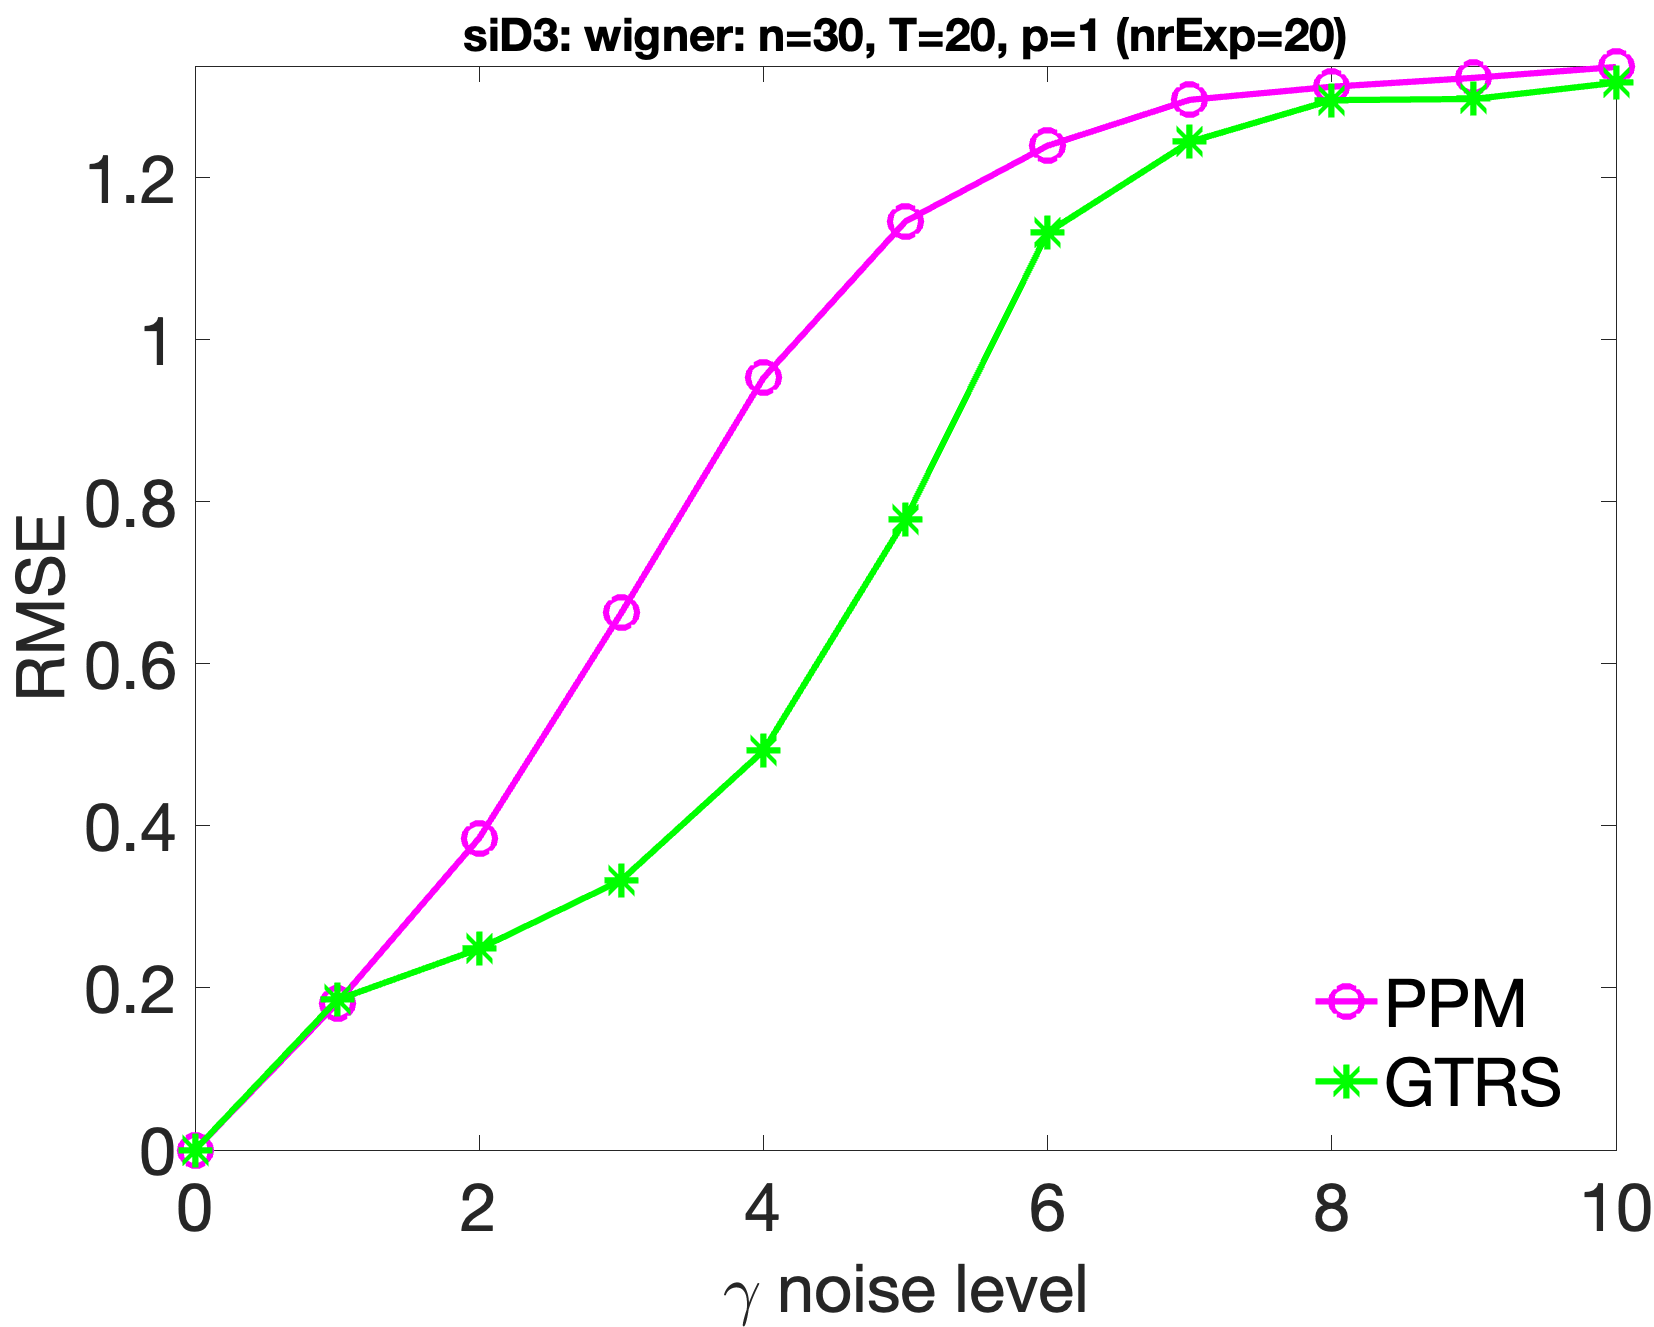 siD3: wigner: n=30, T=20, p=1 (nrExp=20)
1.2
1
0.8
0.6
0.4
0.2
0
RMSE
PPM
GTRS
0 2 4 6 8 10
γ noise level